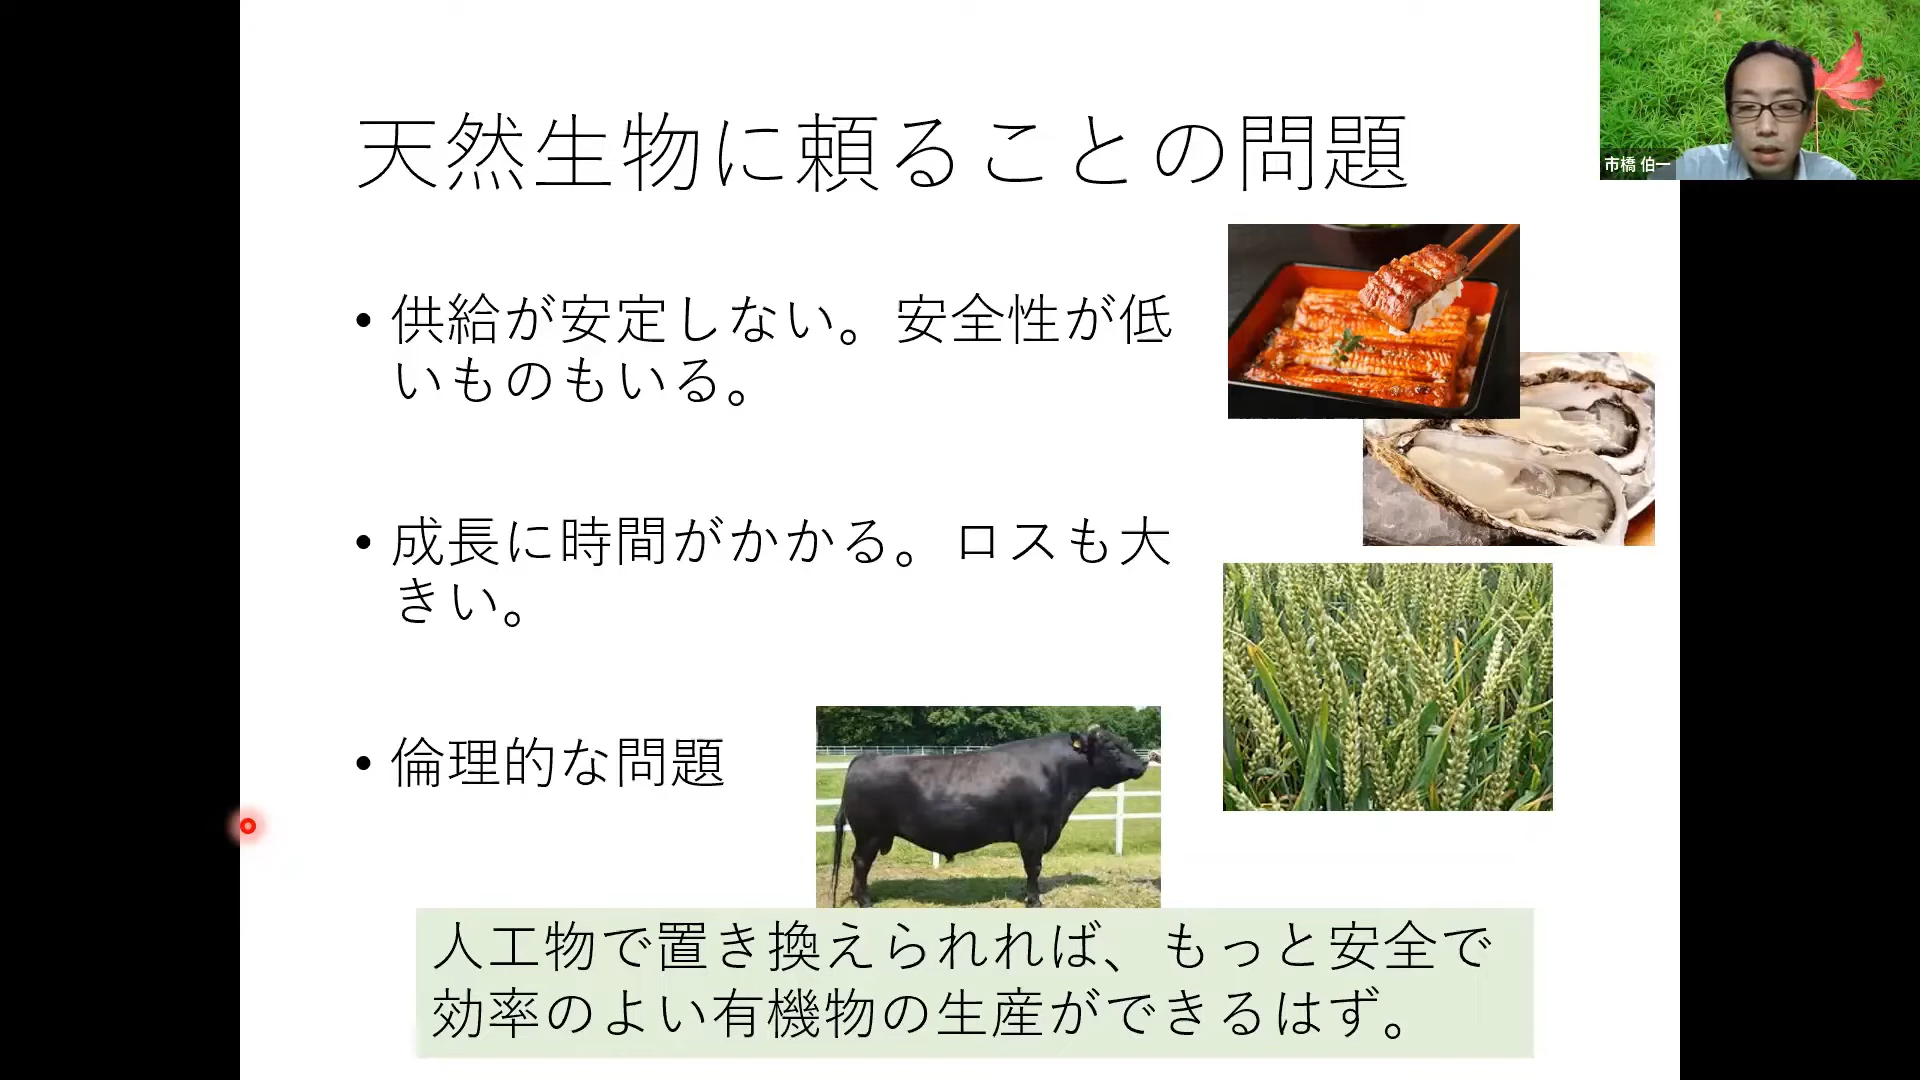 天然生物に頼ることの問題
市橋 伯一
• 供給が安定しない。安全性が低
いものもいる。
• 成長に時間がかかる。ロスも大
きい。
• 倫理的な問題
人工物で置き換えられれば、もっと安全で
効率のよい有機物の生産ができるはず。